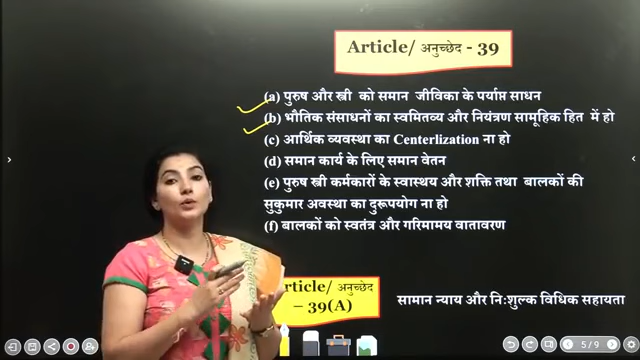 Article/ अनुच्छेद - 39
(a) पुरुष और स्त्री को समान जीविका के पर्याप्त साधन
(b) भौतिक संसाधनों का स्वमितव्य और नियंत्रण सामूहिक हित में हो
(c) आर्थिक व्यवस्था का Centerlization ना हो
(d) समान कार्य के लिए समान वेतन
(e) पुरुष स्त्री कर्मकारों के स्वास्थय और शक्ति तथा बालकों की
सुकुमार अवस्था का दुरूपयोग ना हो
(f) बालकों को स्वतंत्र और गरिमामय वातावरण
rticle/ अनुच्छेद
– 39(A)
सामान न्याय और नि:शुल्क विधिक सहायता
5 / 9